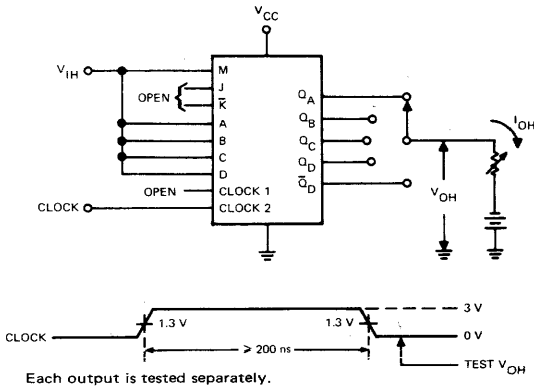 VCC
VIH
OPEN
M
J
K̅
A
B
C
D
CLOCK 1
CLOCK 2
QA
QB
QC
QD
Q̅D
OPEN
CLOCK
VOH
IOH
CLOCK
1.3 V
1.3 V
3 V
0 V
≥ 200 ns
TEST VOH
Each output is tested separately.